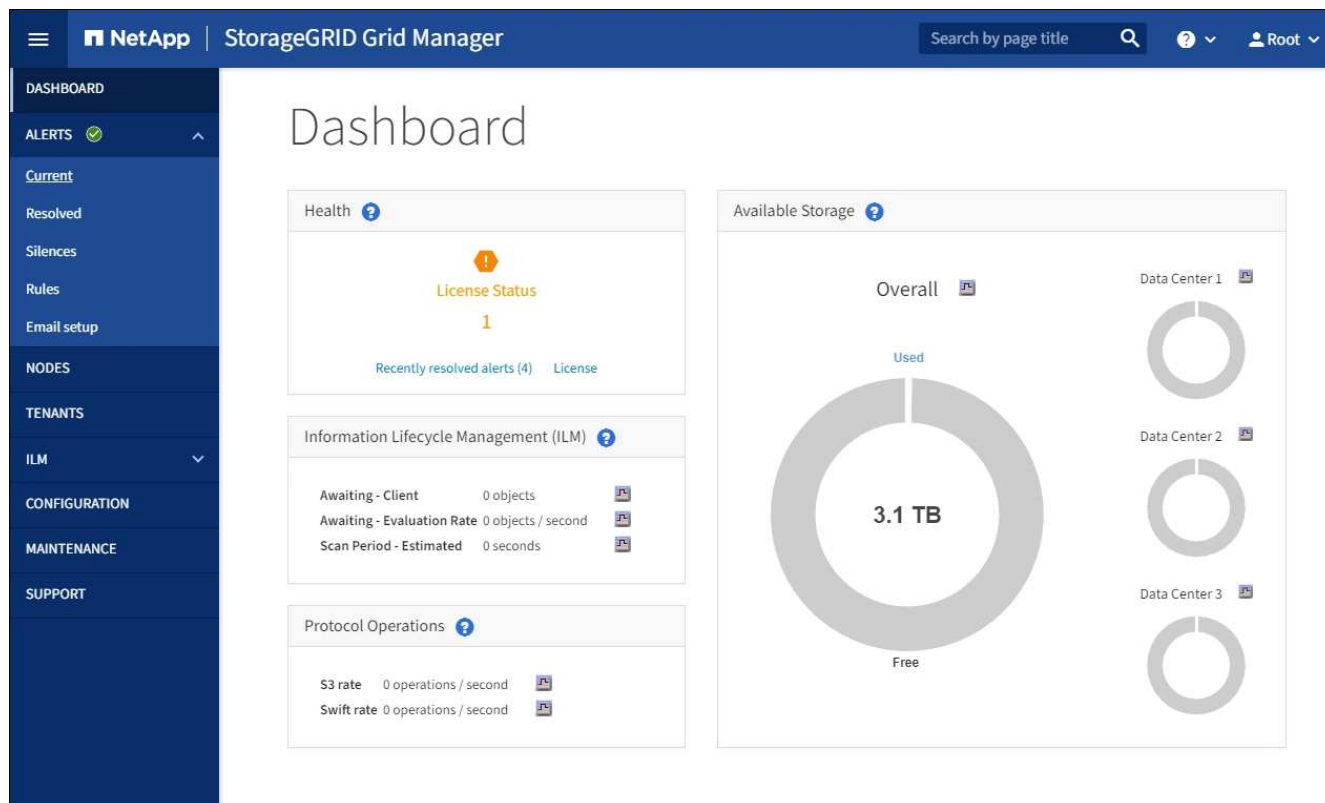 NetApp | StorageGRID Grid Manager
Search by page title
Root
DASHBOARD
ALERTS
Current
Resolved
Silences
Rules
Email setup
NODES
TENANTS
ILM
CONFIGURATION
MAINTENANCE
SUPPORT
Dashboard
Health
License Status
1
Recently resolved alerts (4) License
Information Lifecycle Management (ILM)
Awaiting - Client 0 objects
Awaiting - Evaluation Rate 0 objects / second
Scan Period - Estimated 0 seconds
Protocol Operations
S3 rate 0 operations / second
Swift rate 0 operations / second
Available Storage
Overall
Used
3.1 TB
Free
Data Center 1
Data Center 2
Data Center 3